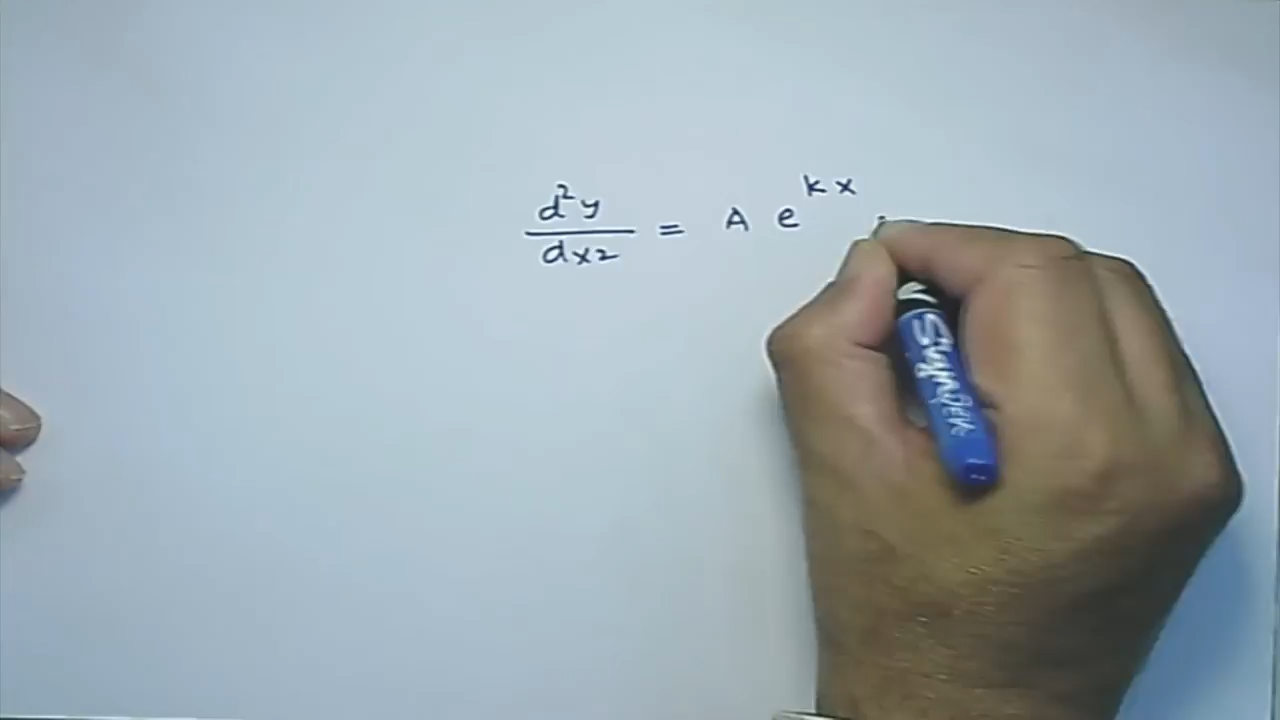 d²y/dx2 = A e^kx